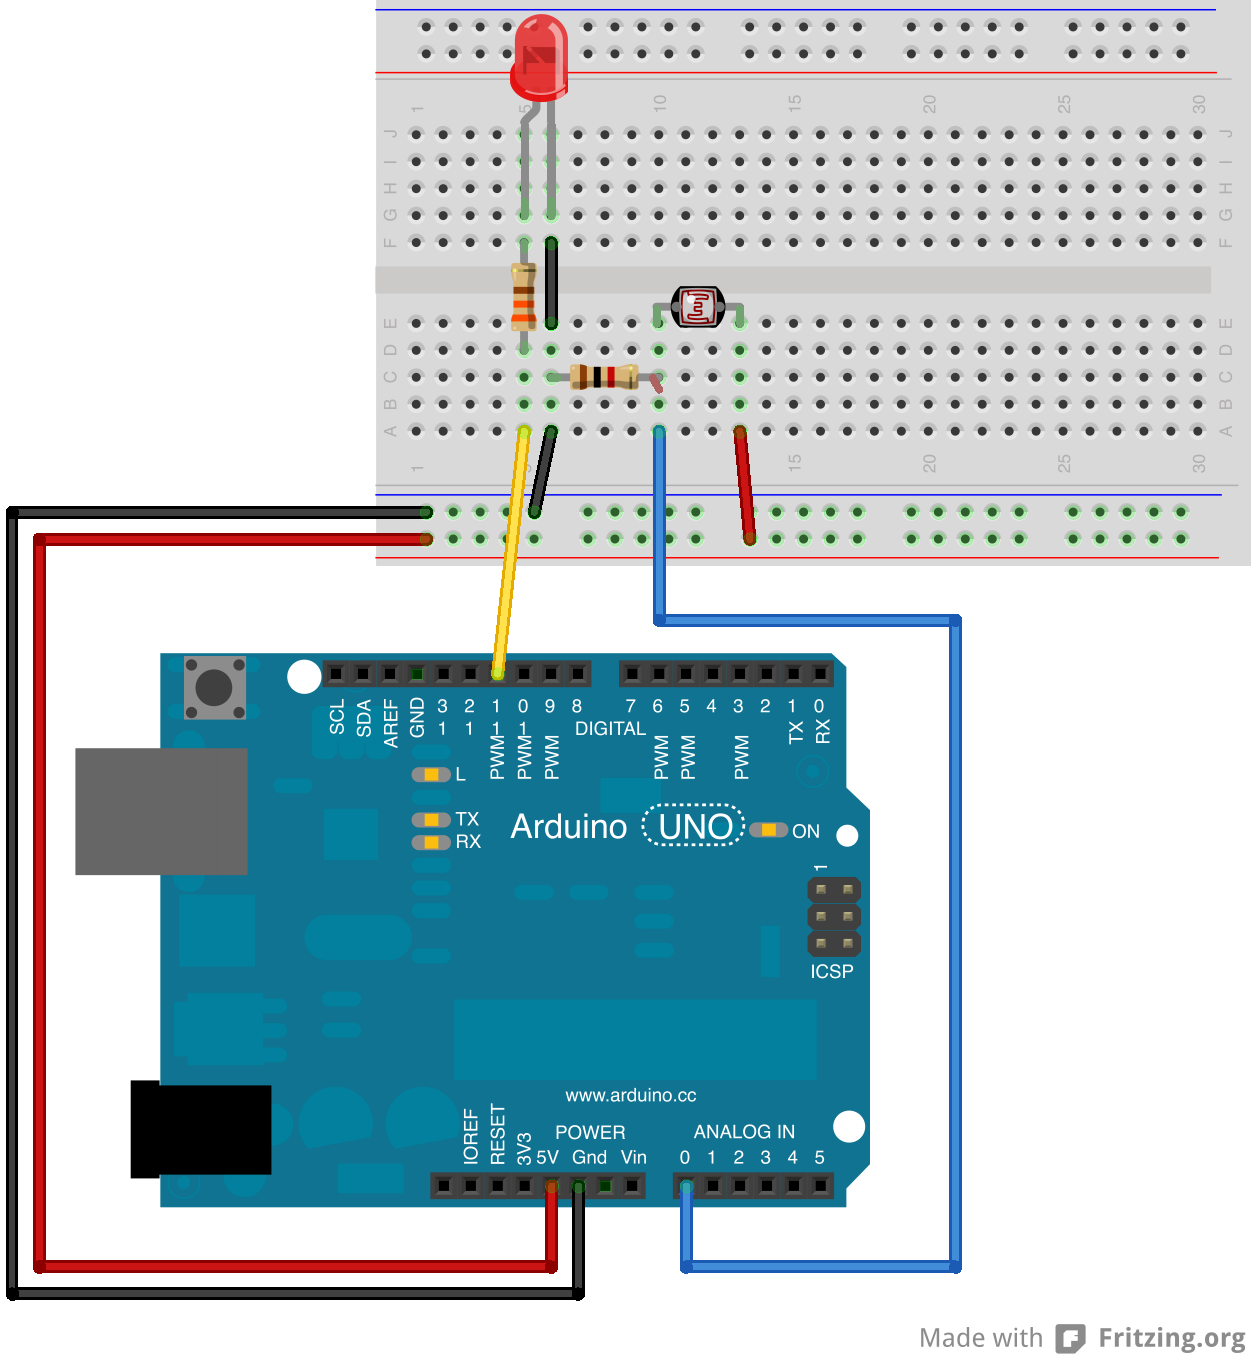 1 5 10 15 20 25 30
J J
I I
H H
G G
F F
E E
D D
C C
B B
A A
1 15 20 25 30
SCL SDA AREF GND 13 12 11 10 9 8 7 6 5 4 3 2 1 0
PWM PWM PWM DIGITAL PWM PWM PWM TX RX
L
TX
RX
Arduino UNO ON
1
ICSP
www.arduino.cc
IOREF RESET 3V3 POWER ANALOG IN
5V Gnd Vin 0 1 2 3 4 5
Made with Fritzing.org